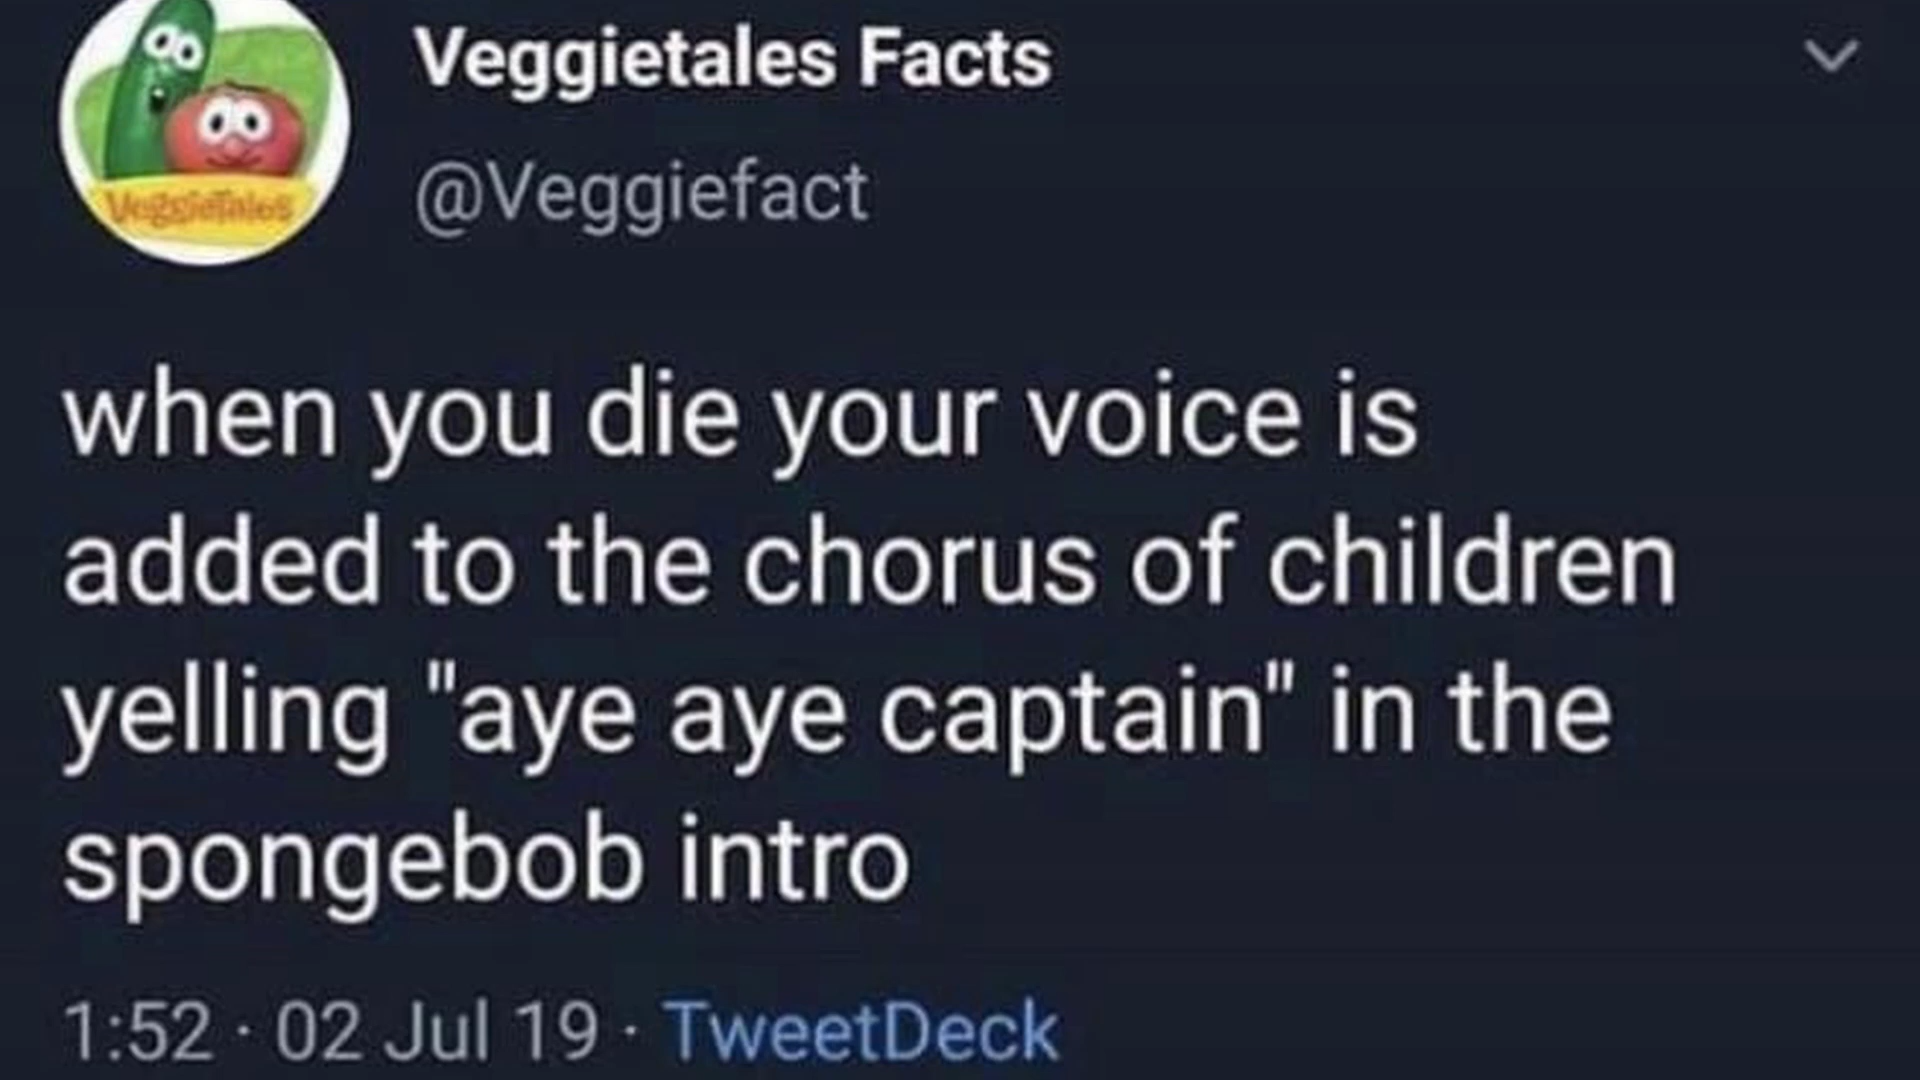 VeggieTales
Veggietales Facts
@Veggiefact
when you die your voice is
added to the chorus of children
yelling "aye aye captain" in the
spongebob intro
1:52 · 02 Jul 19 · TweetDeck